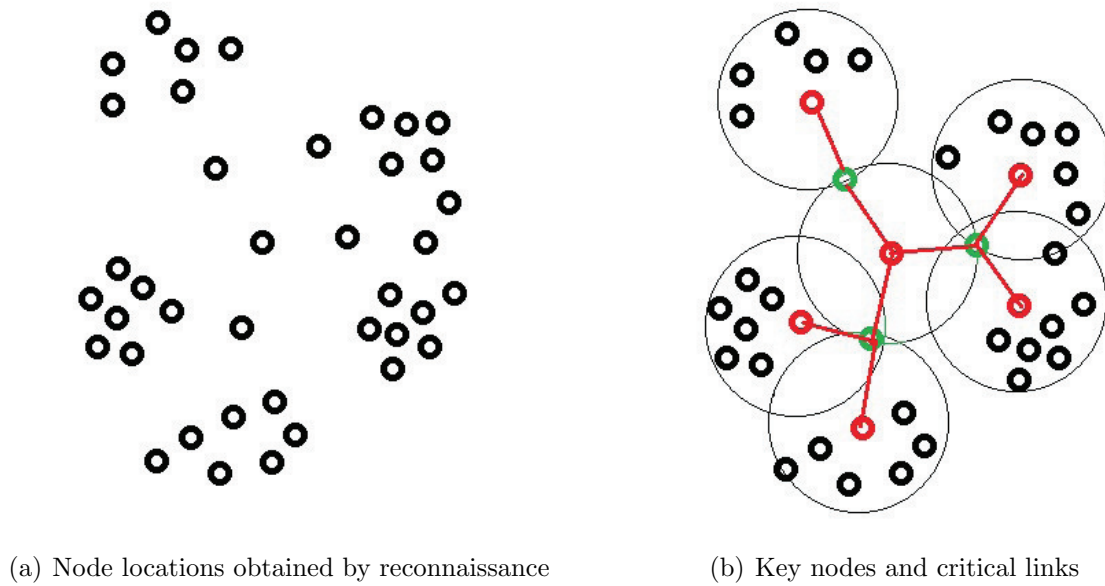 (a) Node locations obtained by reconnaissance
(b) Key nodes and critical links